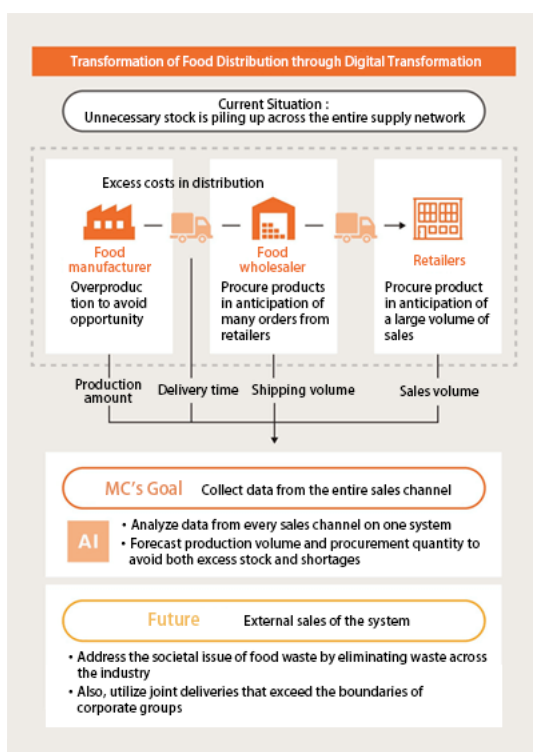 Transformation of Food Distribution through Digital Transformation
Current Situation :
Unnecessary stock is piling up across the entire supply network
Excess costs in distribution
Food
manufacturer
Overproduc
tion to avoid
opportunity
Food
wholesaler
Procure products
in anticipation of
many orders from
retailers
Retailers
Procure product
in anticipation of
a large volume of
sales
Production
amount
Delivery time
Shipping volume
Sales volume
MC's Goal Collect data from the entire sales channel
AI
• Analyze data from every sales channel on one system
• Forecast production volume and procurement quantity to
avoid both excess stock and shortages
Future External sales of the system
• Address the societal issue of food waste by eliminating waste across
the industry
• Also, utilize joint deliveries that exceed the boundaries of
corporate groups